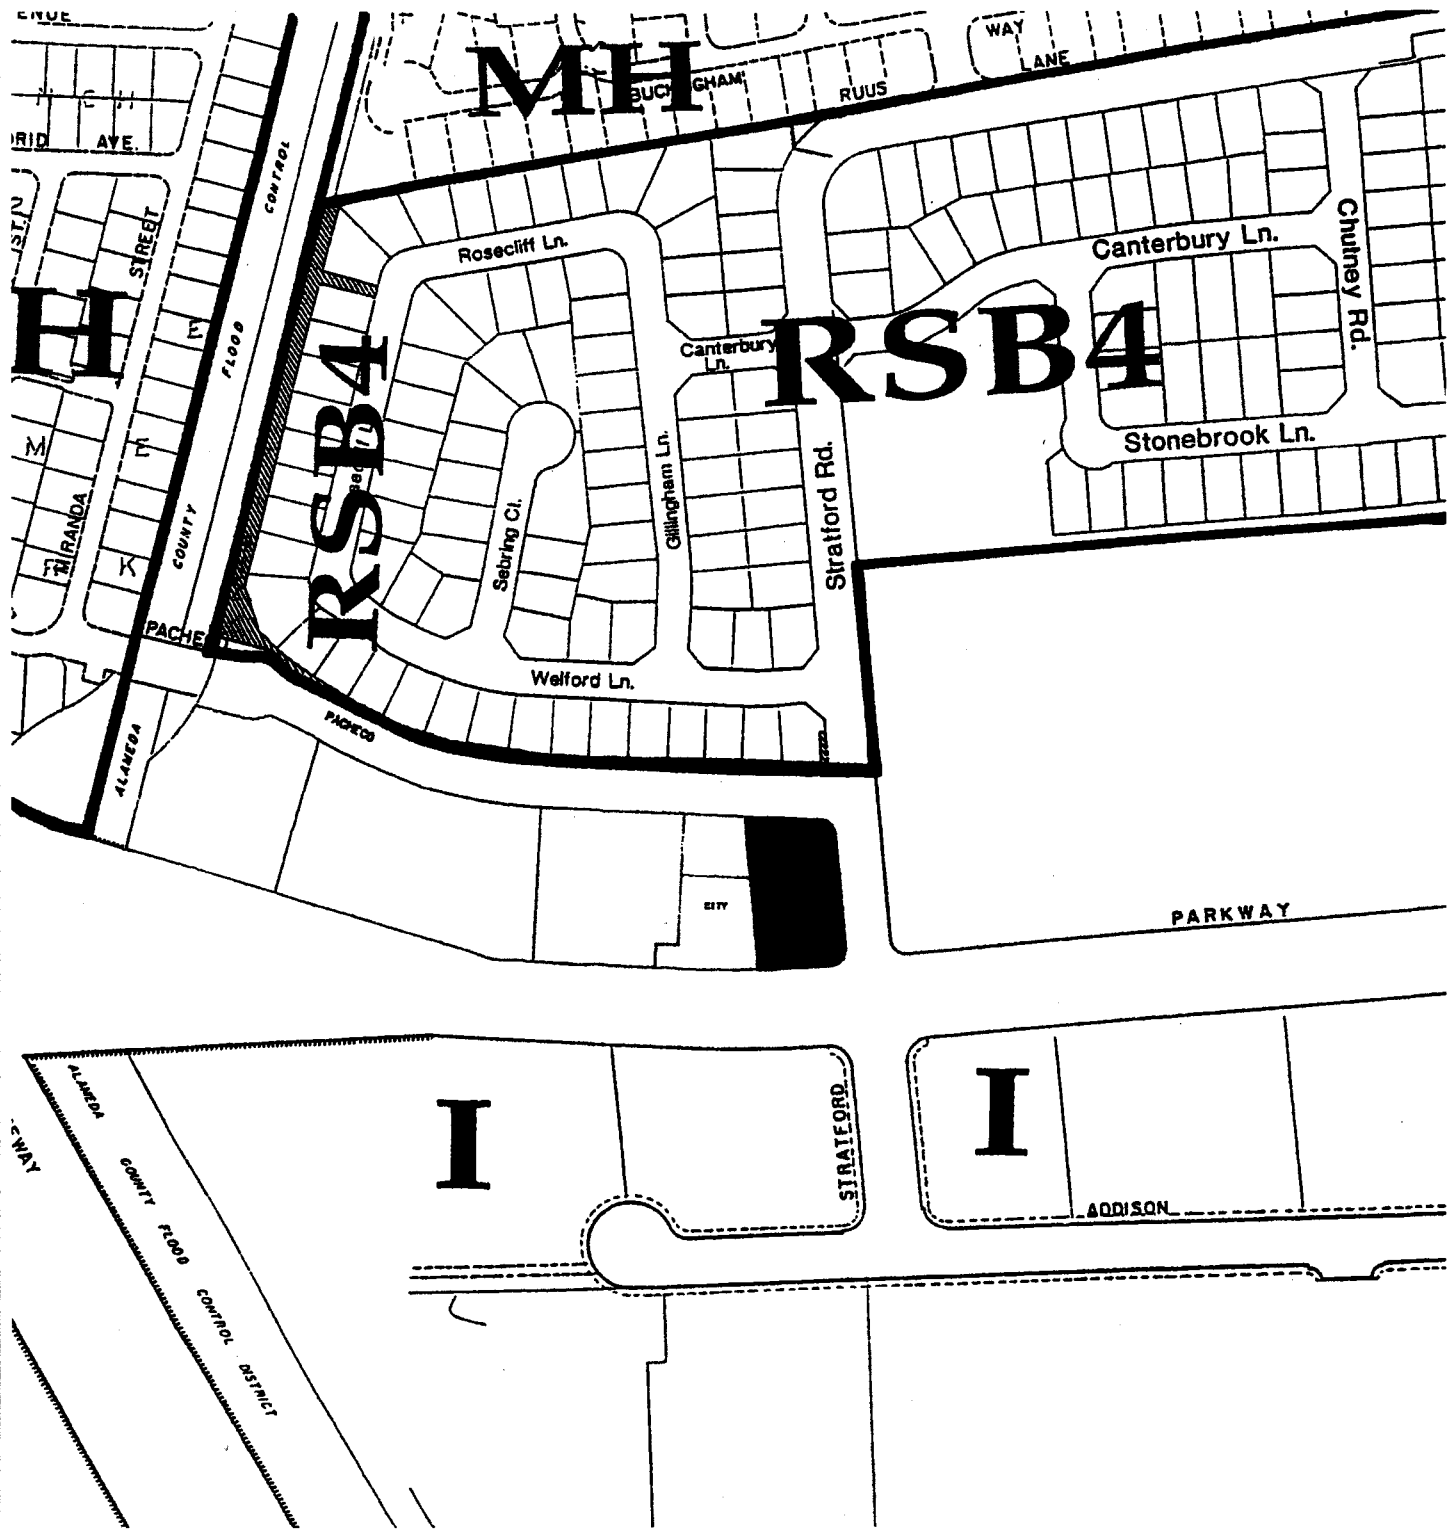 MH
WAY
LANE
BUCKINGHAM
RUUS
AVE.
STREET
CONTROL
FLOOD
COUNTY
ALAMEDA
H
E
M
E
K
MIRANDA
Rosecliff Ln.
Canterbury Ln.
Chutney Rd.
RSB4
RSB4
Canterbury
Ln.
Stonebrook Ln.
Stratford Rd.
Gillingham Ln.
Sebring Ct.
Welford Ln.
PACHECO
PACHECO
CITY
PARKWAY
I
I
STRATFORD
ADDISON
ALAMEDA COUNTY FLOOD CONTROL DISTRICT